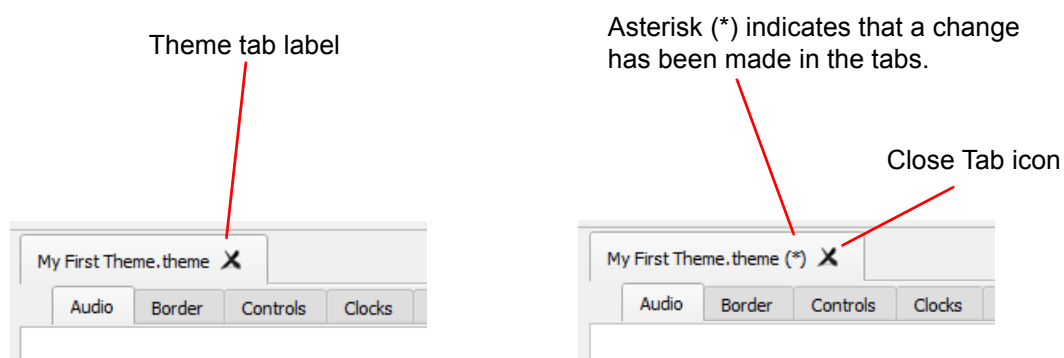 Theme tab label
Asterisk (*) indicates that a change
has been made in the tabs.
Close Tab icon
My First Theme.theme
Audio Border Controls Clocks
My First Theme.theme (*)
Audio Border Controls Clocks